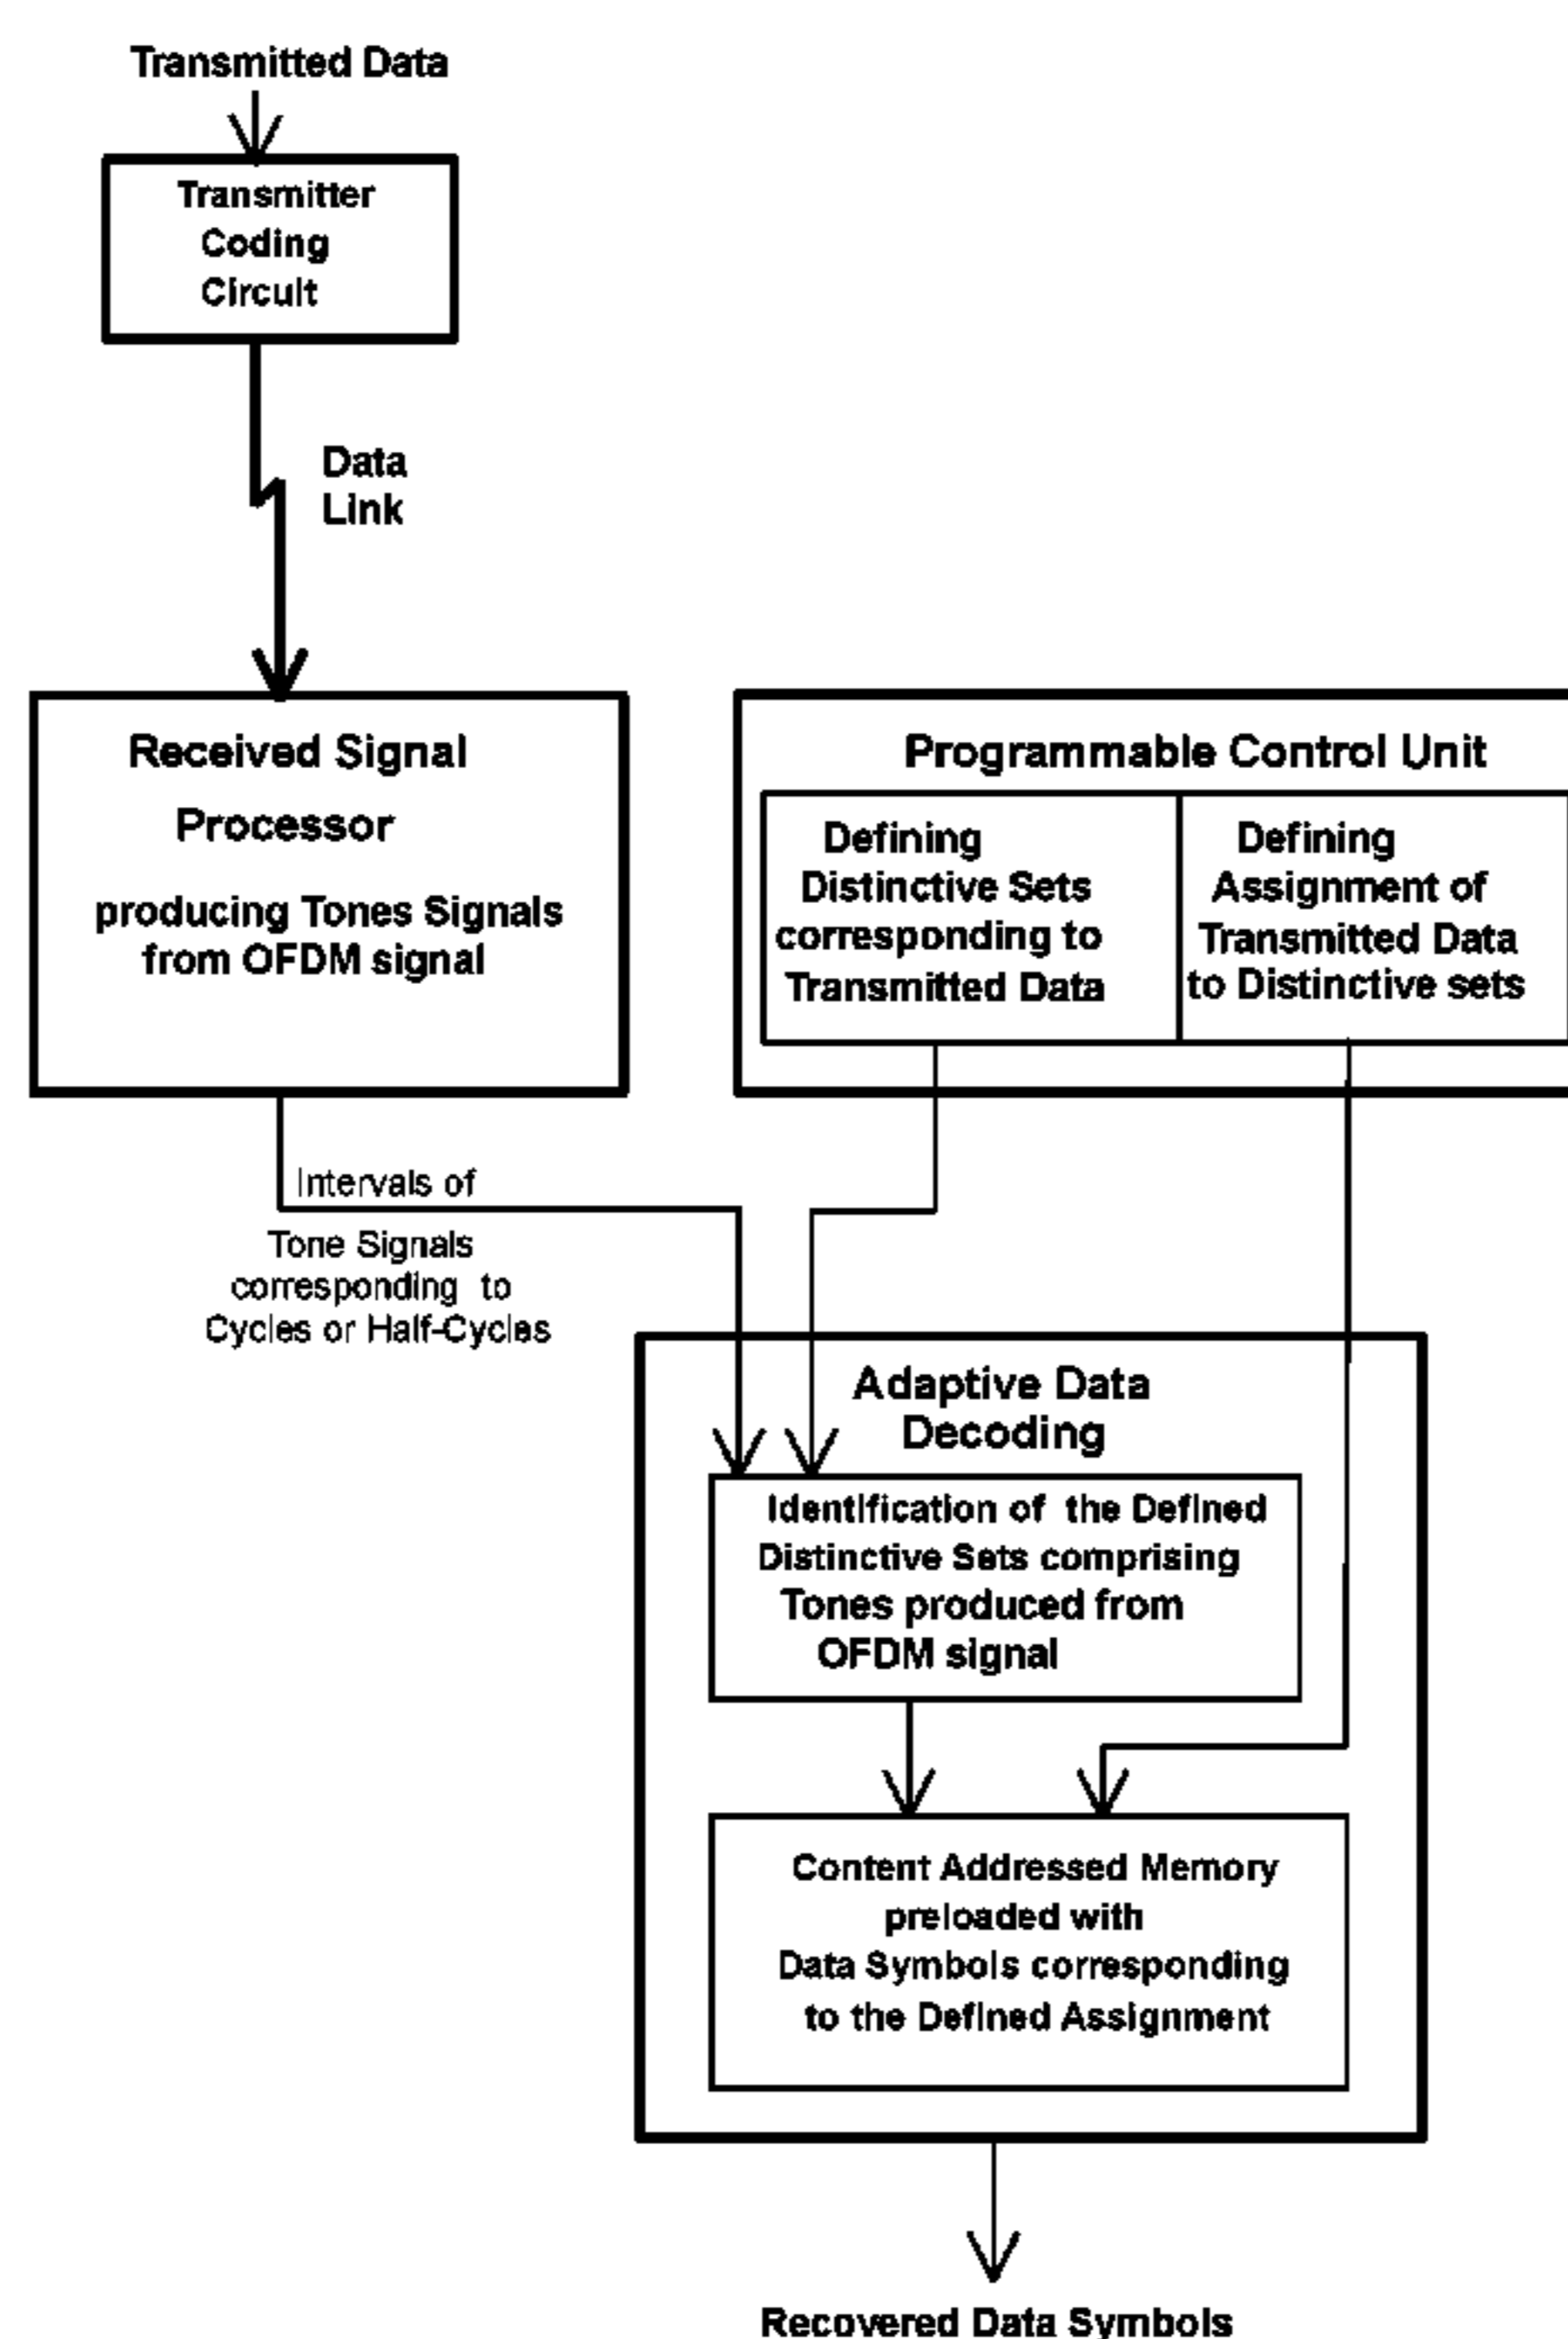 Transmitted Data
Transmitter
Coding
Circuit
Data
Link
Received Signal
Processor
producing Tones Signals
from OFDM signal
Programmable Control Unit
Defining
Distinctive Sets
corresponding to
Transmitted Data
Defining
Assignment of
Transmitted Data
to Distinctive sets
Intervals of
Tone Signals
corresponding to
Cycles or Half-Cycles
Adaptive Data
Decoding
Identification of the Defined
Distinctive Sets comprising
Tones produced from
OFDM signal
Content Addressed Memory
preloaded with
Data Symbols corresponding
to the Defined Assignment
Recovered Data Symbols